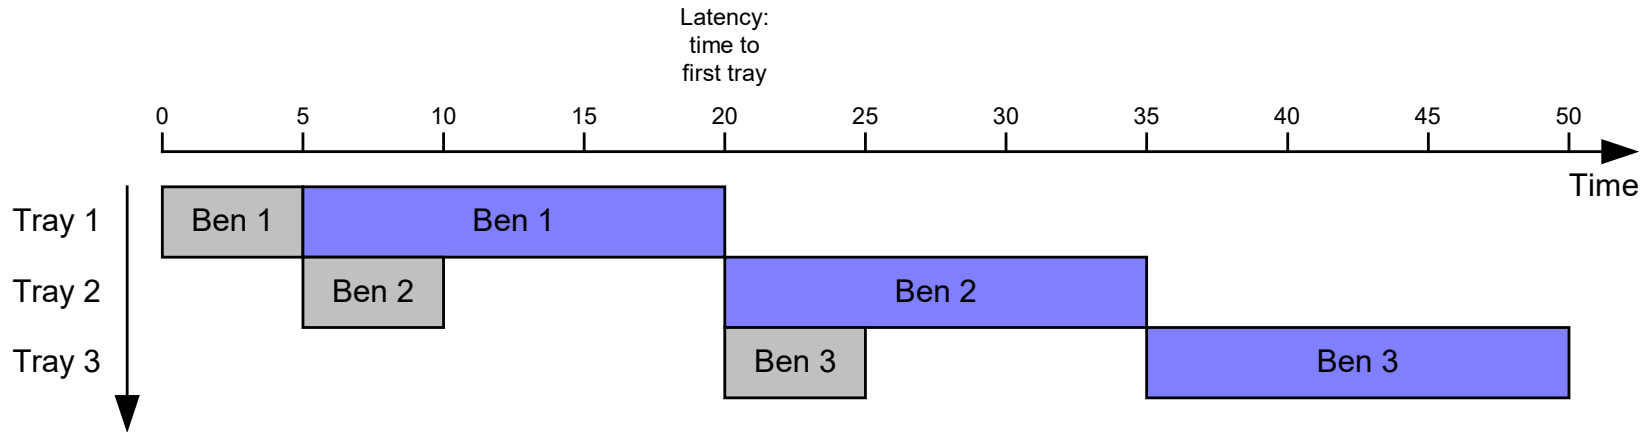 Latency:
time to
first tray
0 5 10 15 20 25 30 35 40 45 50
Time
Tray 1 Ben 1 Ben 1
Tray 2 Ben 2 Ben 2
Tray 3 Ben 3 Ben 3